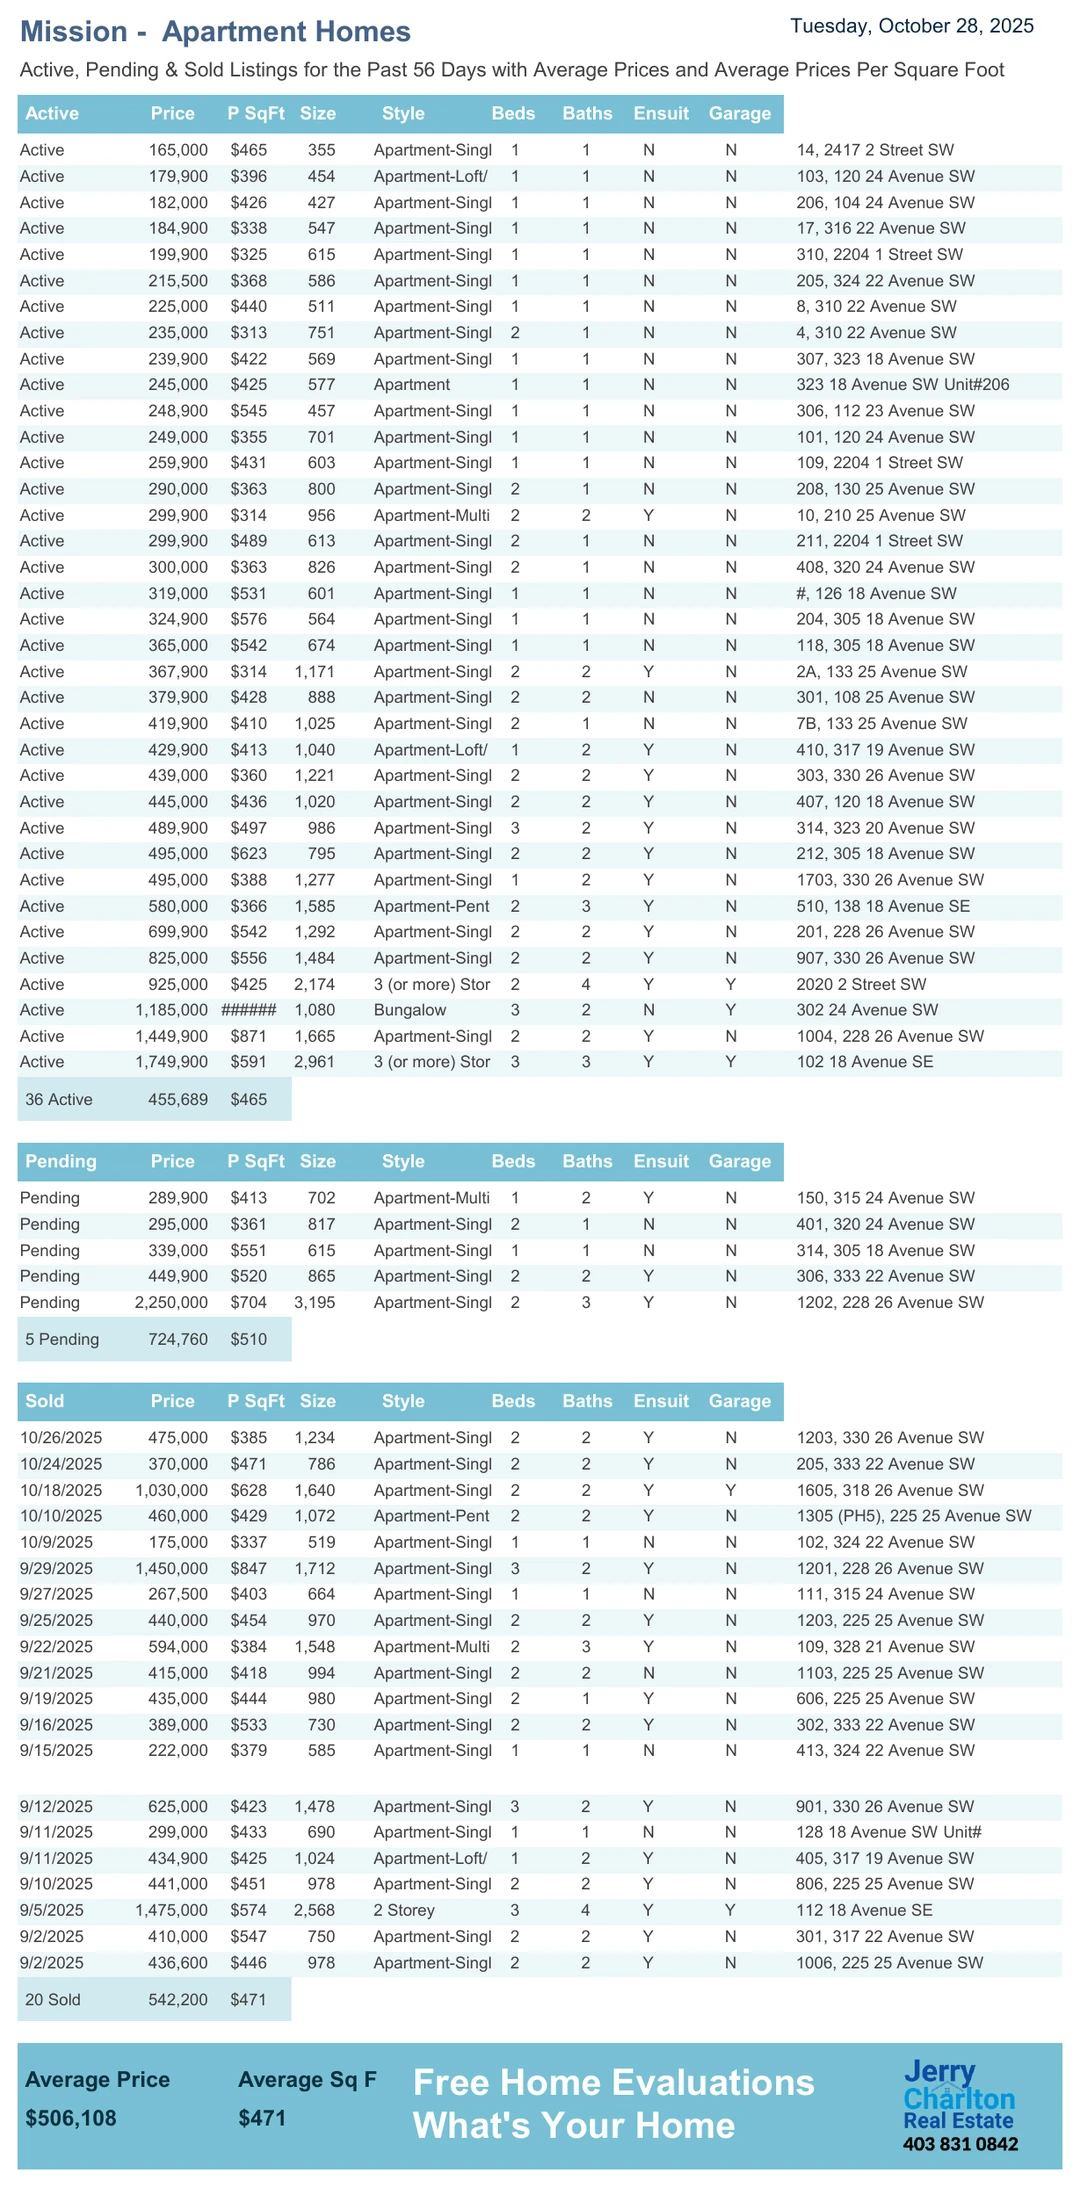 Mission -  Apartment Homes Tuesday, October 28, 2025
Active, Pending & Sold Listings for the Past 56 Days with Average Prices and Average Prices Per Square Foot
Active Price P SqFt Size Style Beds Baths Ensuit Garage
Active 165,000 $465 355 Apartment-Singl 1 1 N N 14, 2417 2 Street SW
Active 179,900 $396 454 Apartment-Loft/ 1 1 N N 103, 120 24 Avenue SW
Active 182,000 $426 427 Apartment-Singl 1 1 N N 206, 104 24 Avenue SW
Active 184,900 $338 547 Apartment-Singl 1 1 N N 17, 316 22 Avenue SW
Active 199,900 $325 615 Apartment-Singl 1 1 N N 310, 2204 1 Street SW
Active 215,500 $368 586 Apartment-Singl 1 1 N N 205, 324 22 Avenue SW
Active 225,000 $440 511 Apartment-Singl 1 1 N N 8, 310 22 Avenue SW
Active 235,000 $313 751 Apartment-Singl 2 1 N N 4, 310 22 Avenue SW
Active 239,900 $422 569 Apartment-Singl 1 1 N N 307, 323 18 Avenue SW
Active 245,000 $425 577 Apartment 1 1 N N 323 18 Avenue SW Unit#206
Active 248,900 $545 457 Apartment-Singl 1 1 N N 306, 112 23 Avenue SW
Active 249,000 $355 701 Apartment-Singl 1 1 N N 101, 120 24 Avenue SW
Active 259,900 $431 603 Apartment-Singl 1 1 N N 109, 2204 1 Street SW
Active 290,000 $363 800 Apartment-Singl 2 1 N N 208, 130 25 Avenue SW
Active 299,900 $314 956 Apartment-Multi 2 2 Y N 10, 210 25 Avenue SW
Active 299,900 $489 613 Apartment-Singl 2 1 N N 211, 2204 1 Street SW
Active 300,000 $363 826 Apartment-Singl 2 1 N N 408, 320 24 Avenue SW
Active 319,000 $531 601 Apartment-Singl 1 1 N N #, 126 18 Avenue SW
Active 324,900 $576 564 Apartment-Singl 1 1 N N 204, 305 18 Avenue SW
Active 365,000 $542 674 Apartment-Singl 1 1 N N 118, 305 18 Avenue SW
Active 367,900 $314 1,171 Apartment-Singl 2 2 Y N 2A, 133 25 Avenue SW
Active 379,900 $428 888 Apartment-Singl 2 2 N N 301, 108 25 Avenue SW
Active 419,900 $410 1,025 Apartment-Singl 2 1 N N 7B, 133 25 Avenue SW
Active 429,900 $413 1,040 Apartment-Loft/ 1 2 Y N 410, 317 19 Avenue SW
Active 439,000 $360 1,221 Apartment-Singl 2 2 Y N 303, 330 26 Avenue SW
Active 445,000 $436 1,020 Apartment-Singl 2 2 Y N 407, 120 18 Avenue SW
Active 489,900 $497 986 Apartment-Singl 3 2 Y N 314, 323 20 Avenue SW
Active 495,000 $623 795 Apartment-Singl 2 2 Y N 212, 305 18 Avenue SW
Active 495,000 $388 1,277 Apartment-Singl 1 2 Y N 1703, 330 26 Avenue SW
Active 580,000 $366 1,585 Apartment-Pent 2 3 Y N 510, 138 18 Avenue SE
Active 699,900 $542 1,292 Apartment-Singl 2 2 Y N 201, 228 26 Avenue SW
Active 825,000 $556 1,484 Apartment-Singl 2 2 Y N 907, 330 26 Avenue SW
Active 925,000 $425 2,174 3 (or more) Stor 2 4 Y Y 2020 2 Street SW
Active 1,185,000 ###### 1,080 Bungalow 3 2 N Y 302 24 Avenue SW
Active 1,449,900 $871 1,665 Apartment-Singl 2 2 Y N 1004, 228 26 Avenue SW
Active 1,749,900 $591 2,961 3 (or more) Stor 3 3 Y Y 102 18 Avenue SE
36 Active 455,689 $465
Pending Price P SqFt Size Style Beds Baths Ensuit Garage
Pending 289,900 $413 702 Apartment-Multi 1 2 Y N 150, 315 24 Avenue SW
Pending 295,000 $361 817 Apartment-Singl 2 1 N N 401, 320 24 Avenue SW
Pending 339,000 $551 615 Apartment-Singl 1 1 N N 314, 305 18 Avenue SW
Pending 449,900 $520 865 Apartment-Singl 2 2 Y N 306, 333 22 Avenue SW
Pending 2,250,000 $704 3,195 Apartment-Singl 2 3 Y N 1202, 228 26 Avenue SW
5 Pending 724,760 $510
Sold Price P SqFt Size Style Beds Baths Ensuit Garage
10/26/2025 475,000 $385 1,234 Apartment-Singl 2 2 Y N 1203, 330 26 Avenue SW
10/24/2025 370,000 $471 786 Apartment-Singl 2 2 Y N 205, 333 22 Avenue SW
10/18/2025 1,030,000 $628 1,640 Apartment-Singl 2 2 Y Y 1605, 318 26 Avenue SW
10/10/2025 460,000 $429 1,072 Apartment-Pent 2 2 Y N 1305 (PH5), 225 25 Avenue SW
10/9/2025 175,000 $337 519 Apartment-Singl 1 1 N N 102, 324 22 Avenue SW
9/29/2025 1,450,000 $847 1,712 Apartment-Singl 3 2 Y N 1201, 228 26 Avenue SW
9/27/2025 267,500 $403 664 Apartment-Singl 1 1 N N 111, 315 24 Avenue SW
9/25/2025 440,000 $454 970 Apartment-Singl 2 2 Y N 1203, 225 25 Avenue SW
9/22/2025 594,000 $384 1,548 Apartment-Multi 2 3 Y N 109, 328 21 Avenue SW
9/21/2025 415,000 $418 994 Apartment-Singl 2 2 N N 1103, 225 25 Avenue SW
9/19/2025 435,000 $444 980 Apartment-Singl 2 1 Y N 606, 225 25 Avenue SW
9/16/2025 389,000 $533 730 Apartment-Singl 2 2 Y N 302, 333 22 Avenue SW
9/15/2025 222,000 $379 585 Apartment-Singl 1 1 N N 413, 324 22 Avenue SW
9/12/2025 625,000 $423 1,478 Apartment-Singl 3 2 Y N 901, 330 26 Avenue SW
9/11/2025 299,000 $433 690 Apartment-Singl 1 1 N N 128 18 Avenue SW Unit#
9/11/2025 434,900 $425 1,024 Apartment-Loft/ 1 2 Y N 405, 317 19 Avenue SW
9/10/2025 441,000 $451 978 Apartment-Singl 2 2 Y N 806, 225 25 Avenue SW
9/5/2025 1,475,000 $574 2,568 2 Storey 3 4 Y Y 112 18 Avenue SE
9/2/2025 410,000 $547 750 Apartment-Singl 2 2 Y N 301, 317 22 Avenue SW
9/2/2025 436,600 $446 978 Apartment-Singl 2 2 Y N 1006, 225 25 Avenue SW
20 Sold 542,200 $471
Average Price Average Sq F
$506,108 $471
Free Home Evaluations
What's Your Home
Jerry
Charlton
Real Estate
403 831 0842